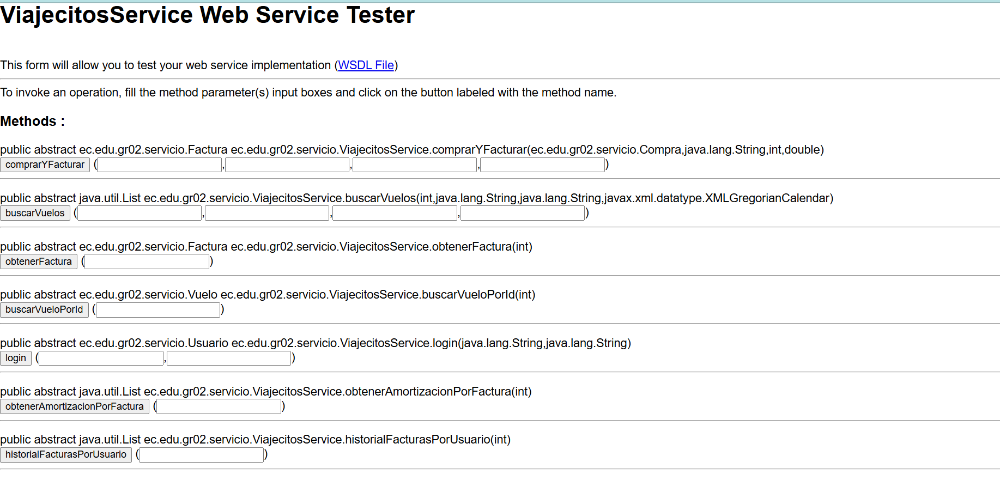 ViajecitosService Web Service Tester
This form will allow you to test your web service implementation (WSDL File)
To invoke an operation, fill the method parameter(s) input boxes and click on the button labeled with the method name.
Methods :
public abstract ec.edu.gr02.servicio.Factura ec.edu.gr02.servicio.ViajecitosService.comprarYFacturar(ec.edu.gr02.servicio.Compra,java.lang.String,int,double)
comprarYFacturar ( , , , )
public abstract java.util.List ec.edu.gr02.servicio.ViajecitosService.buscarVuelos(int,java.lang.String,java.lang.String,javax.xml.datatype.XMLGregorianCalendar)
buscarVuelos ( , , , )
public abstract ec.edu.gr02.servicio.Factura ec.edu.gr02.servicio.ViajecitosService.obtenerFactura(int)
obtenerFactura ( )
public abstract ec.edu.gr02.servicio.Vuelo ec.edu.gr02.servicio.ViajecitosService.buscarVueloPorId(int)
buscarVueloPorId ( )
public abstract ec.edu.gr02.servicio.Usuario ec.edu.gr02.servicio.ViajecitosService.login(java.lang.String,java.lang.String)
login ( , )
public abstract java.util.List ec.edu.gr02.servicio.ViajecitosService.obtenerAmortizacionPorFactura(int)
obtenerAmortizacionPorFactura ( )
public abstract java.util.List ec.edu.gr02.servicio.ViajecitosService.historialFacturasPorUsuario(int)
historialFacturasPorUsuario ( )